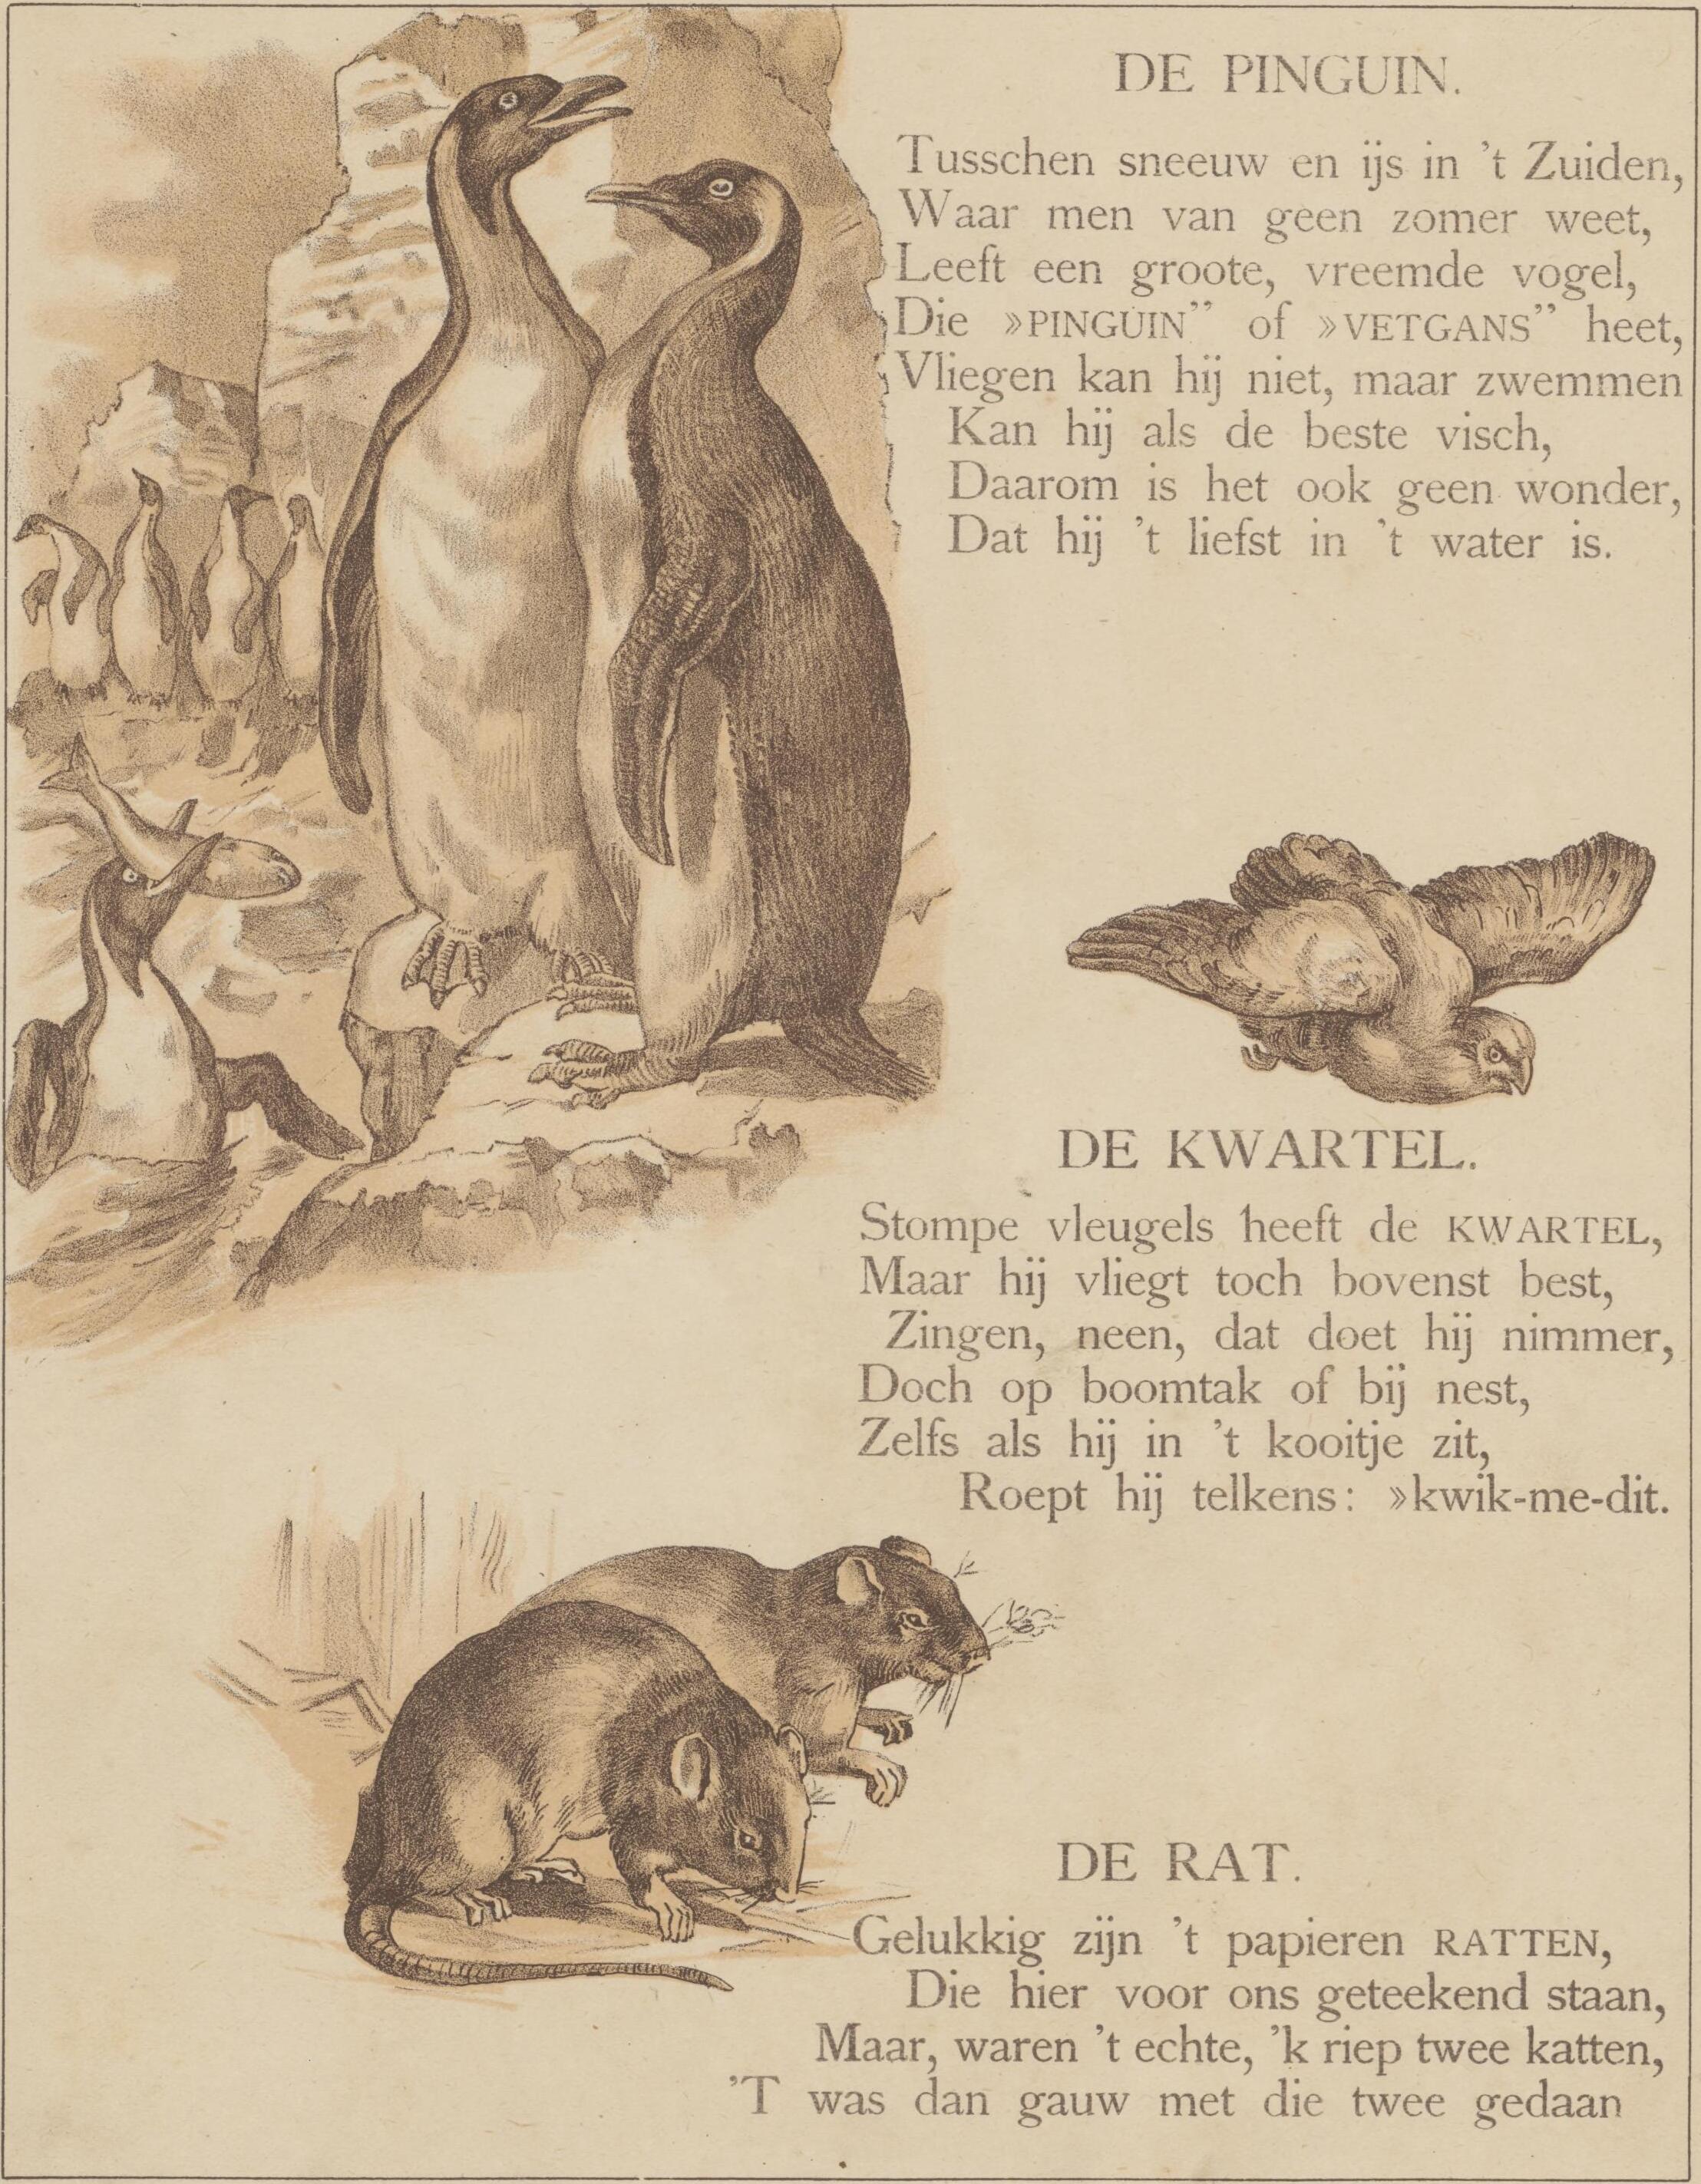 DE PINGUIN.
Tusschen sneeuw en ijs in 't Zuiden,
Waar men van geen zomer weet,
Leeft een groote, vreemde vogel,
Die »PINGUIN” of »VETGANS” heet,
Vliegen kan hij niet, maar zwemmen
Kan hij als de beste visch,
Daarom is het ook geen wonder,
Dat hij 't liefst in 't water is.
DE KWARTEL.
Stompe vleugels heeft de KWARTEL,
Maar hij vliegt toch bovenst best,
Zingen, neen, dat doet hij nimmer,
Doch op boomtak of bij nest,
Zelfs als hij in 't kooitje zit,
Roept hij telkens: »kwik-me-dit.
DE RAT.
Gelukkig zijn 't papieren RATTEN,
Die hier voor ons geteekend staan,
Maar, waren 't echte, 'k riep twee katten,
'T was dan gauw met die twee gedaan